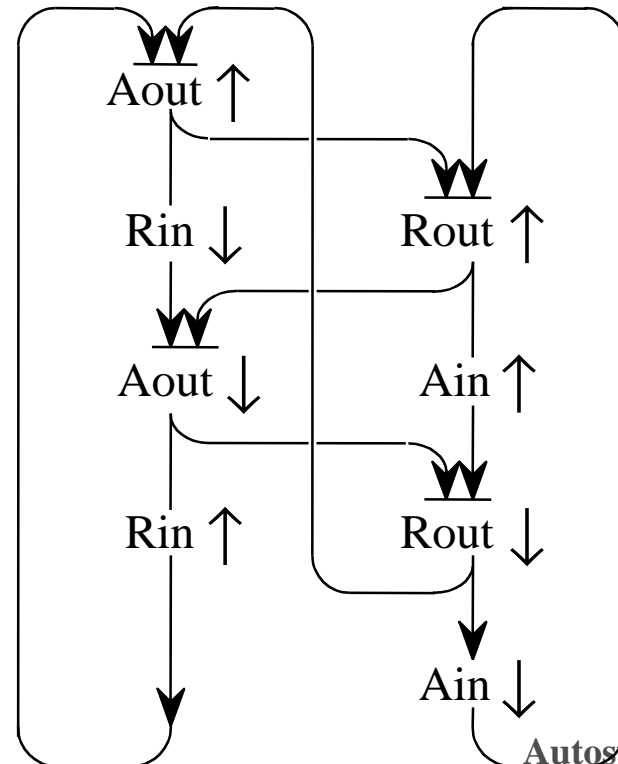 Aout ↑
Rin ↓ Rout ↑
Aout ↓ Ain ↑
Rin ↑ Rout ↓
Ain ↓
Autos